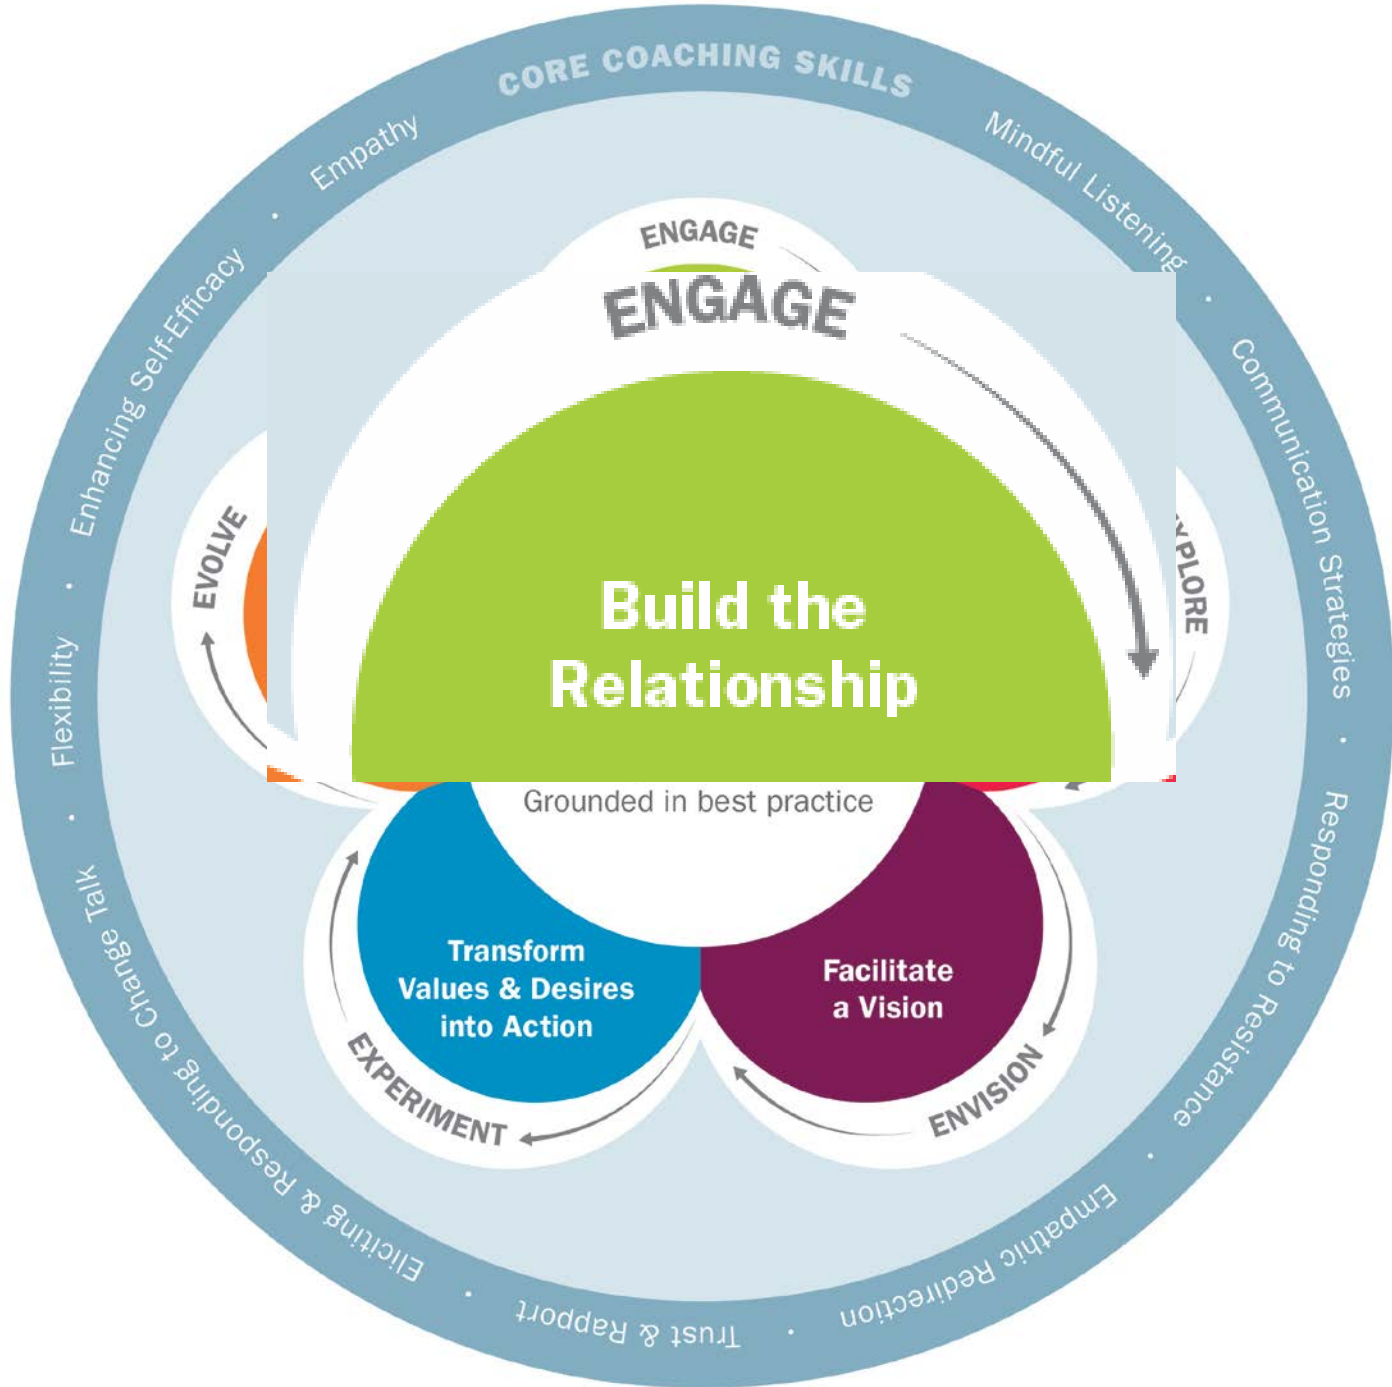 CORE COACHING SKILLS
Mindful Listening
Communication Strategies
Responding to Resistance
Empathic Redirection
Trust & Rapport
Eliciting & Responding to Change Talk
Flexibility
Enhancing Self-Efficacy
Empathy
ENGAGE
ENGAGE
Build the
Relationship
XPLORE
EVOLVE
Grounded in best practice
Transform
Values & Desires
into Action
Facilitate
a Vision
EXPERIMENT
ENVISION